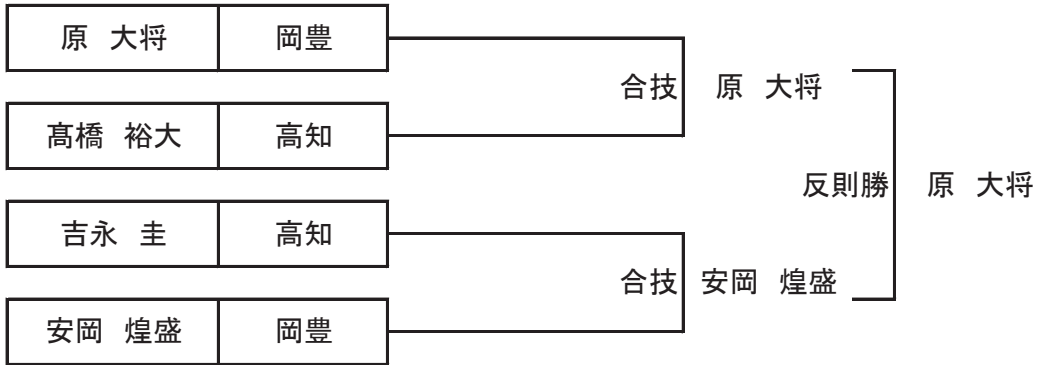 原 大将 岡豊
合技 原 大将
髙橋 裕大 高知
反則勝 原 大将
吉永 圭 高知
合技 安岡 煌盛
安岡 煌盛 岡豊